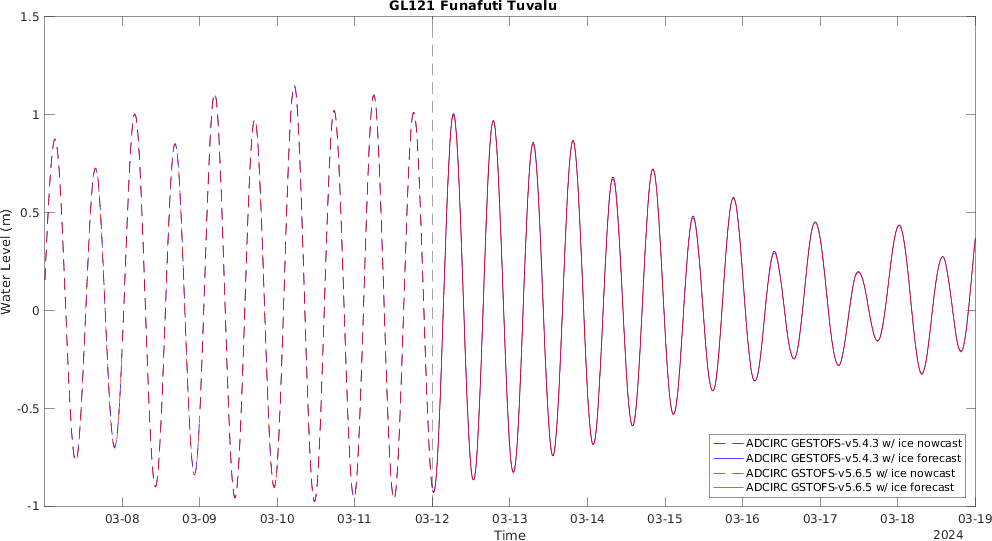 GL121 Funafuti Tuvalu
1.5
1
0.5
0
-0.5
-1
Water Level (m)
ADCIRC GESTOFS-v5.4.3 w/ ice nowcast
ADCIRC GESTOFS-v5.4.3 w/ ice forecast
ADCIRC GSTOFS-v5.6.5 w/ ice nowcast
ADCIRC GSTOFS-v5.6.5 w/ ice forecast
03-08 03-09 03-10 03-11 03-12 03-13 03-14 03-15 03-16 03-17 03-18 03-19
Time
2024